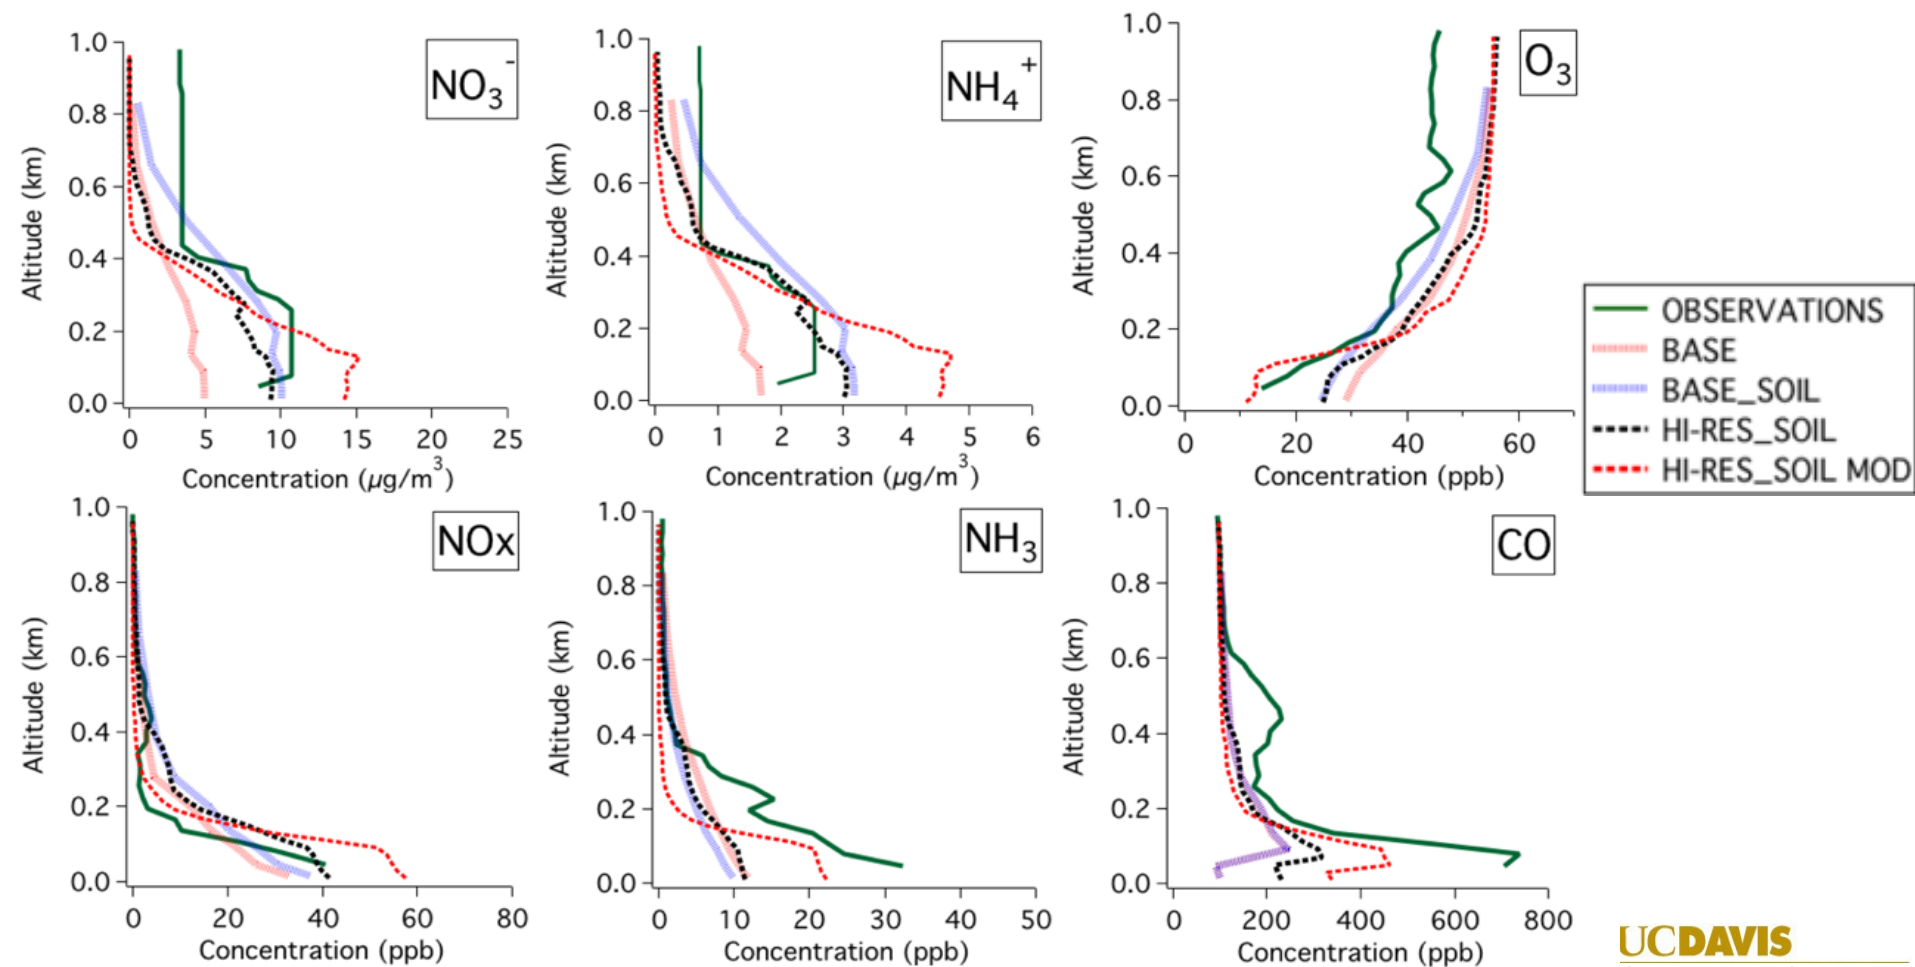 1.0
0.8
0.6
0.4
0.2
0.0
Altitude (km)
0 5 10 15 20 25
Concentration (µg/m³)
NO₃⁻
1.0
0.8
0.6
0.4
0.2
0.0
Altitude (km)
0 1 2 3 4 5 6
Concentration (µg/m³)
NH₄⁺
1.0
0.8
0.6
0.4
0.2
0.0
Altitude (km)
0 20 40 60
Concentration (ppb)
O₃
OBSERVATIONS
BASE
BASE_SOIL
HI-RES_SOIL
HI-RES_SOIL MOD
1.0
0.8
0.6
0.4
0.2
0.0
Altitude (km)
0 20 40 60 80
Concentration (ppb)
NOx
1.0
0.8
0.6
0.4
0.2
0.0
Altitude (km)
0 10 20 30 40 50
Concentration (ppb)
NH₃
1.0
0.8
0.6
0.4
0.2
0.0
Altitude (km)
0 200 400 600 800
Concentration (ppb)
CO
UCDAVIS